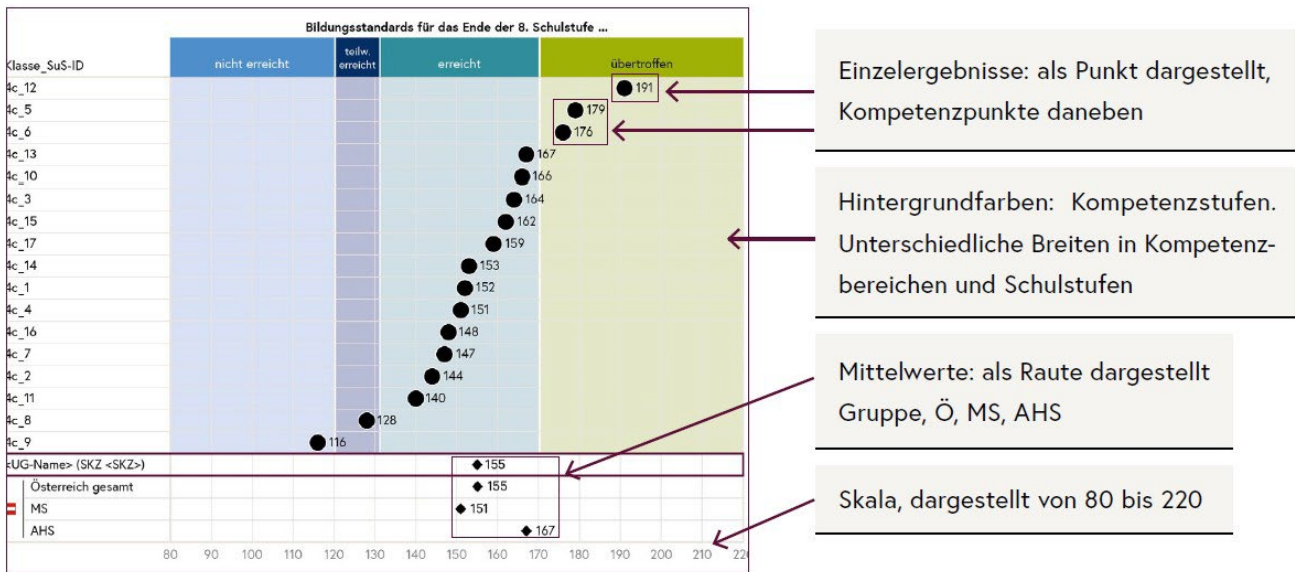 Bildungsstandards für das Ende der 8. Schulstufe ...
Klasse_SuS-ID
nicht erreicht
teilw. erreicht
erreicht
übertroffen
4c_12 191
4c_5 179
4c_6 176
4c_13 167
4c_10 166
4c_3 164
4c_15 162
4c_17 159
4c_14 153
4c_1 152
4c_4 151
4c_16 148
4c_7 147
4c_2 144
4c_11 140
4c_8 128
4c_9 116
<UG-Name> (SKZ <SKZ>) 155
Österreich gesamt 155
MS 151
AHS 167
80 90 100 110 120 130 140 150 160 170 180 190 200 210
Einzelergebnisse: als Punkt dargestellt,
Kompetenzpunkte daneben
Hintergrundfarben: Kompetenzstufen.
Unterschiedliche Breiten in Kompetenz-
bereichen und Schulstufen
Mittelwerte: als Raute dargestellt
Gruppe, Ö, MS, AHS
Skala, dargestellt von 80 bis 220